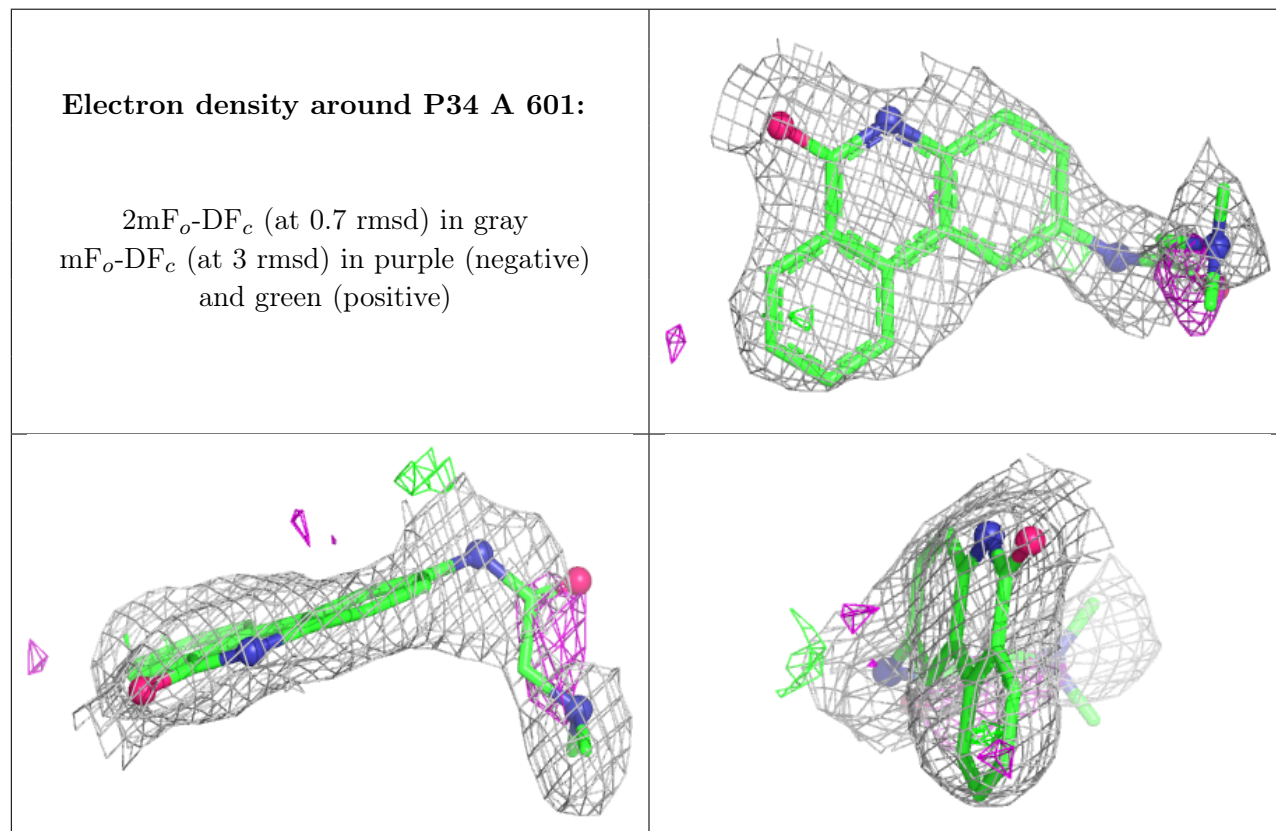 Electron density around P34 A 601:
2mFo-DFc (at 0.7 rmsd) in gray
mFo-DFc (at 3 rmsd) in purple (negative)
and green (positive)